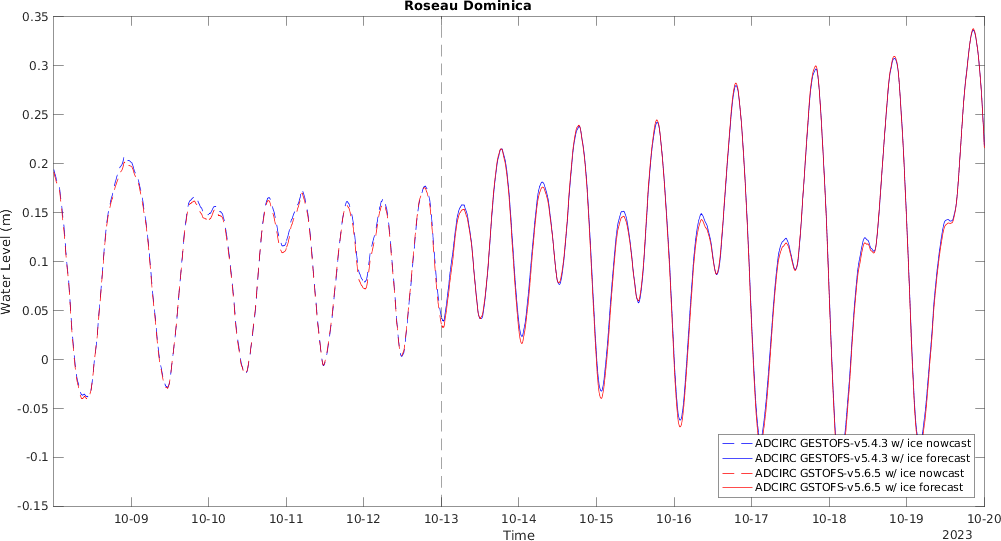 Roseau Dominica
0.35
0.3
0.25
0.2
0.15
0.1
0.05
0
-0.05
-0.1
-0.15
Water Level (m)
ADCIRC GESTOFS-v5.4.3 w/ ice nowcast
ADCIRC GESTOFS-v5.4.3 w/ ice forecast
ADCIRC GSTOFS-v5.6.5 w/ ice nowcast
ADCIRC GSTOFS-v5.6.5 w/ ice forecast
10-09 10-10 10-11 10-12 10-13 10-14 10-15 10-16 10-17 10-18 10-19 10-20
Time
2023